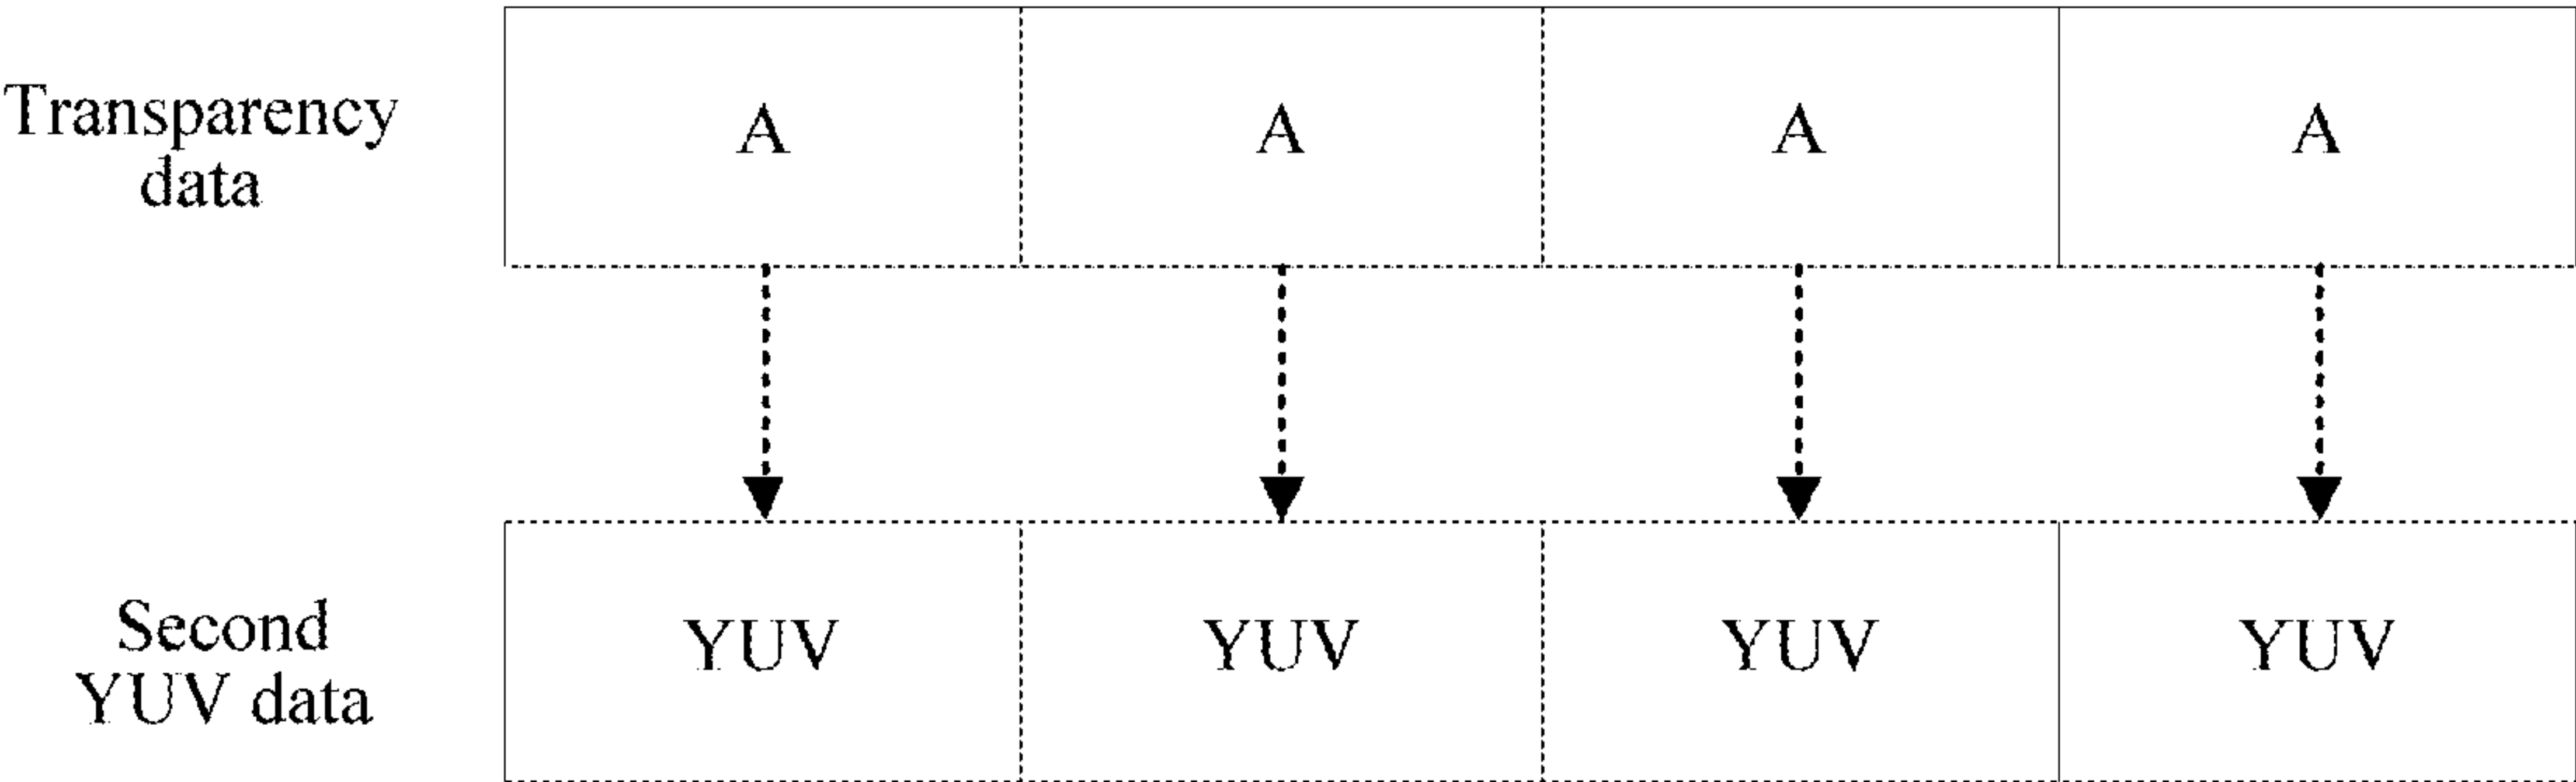 Transparency
data
A A A A
Second
YUV data
YUV YUV YUV YUV